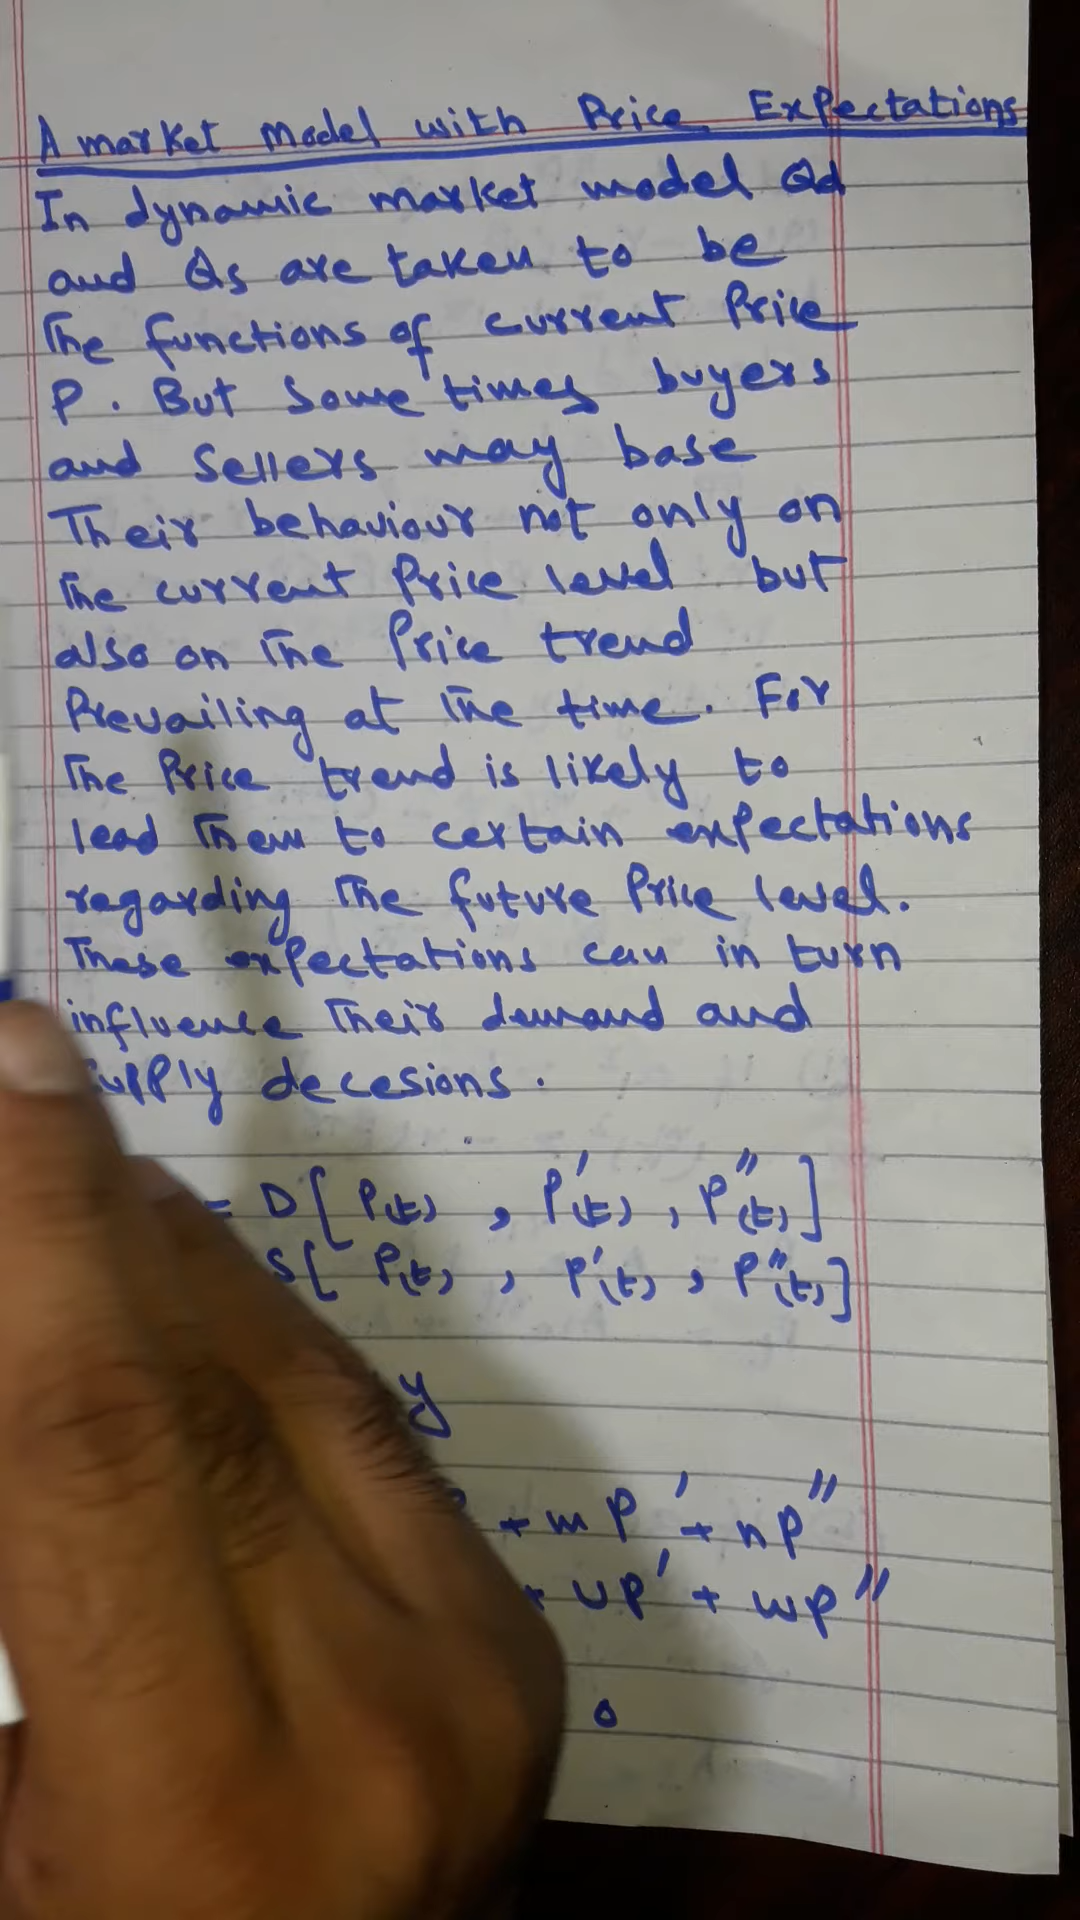 A market model with Price Expectations
In dynamic market model Qd
and Qs are taken to be
The functions of current Price
P. But Some times buyers
and Sellers may base
Their behaviour not only on
The current Price level but
also on The Price trend
Prevailing at The time. For
The Price trend is likely to
lead Them to certain expectations
regarding The future Price level.
These expectations can in turn
influence Their demand and
supply decesions.
= D[ P(t) , P'(t) , P''(t) ]
S[ P(t) , P'(t) , P''(t) ]
y
+ mP' + nP''
+ uP' + wP''
0